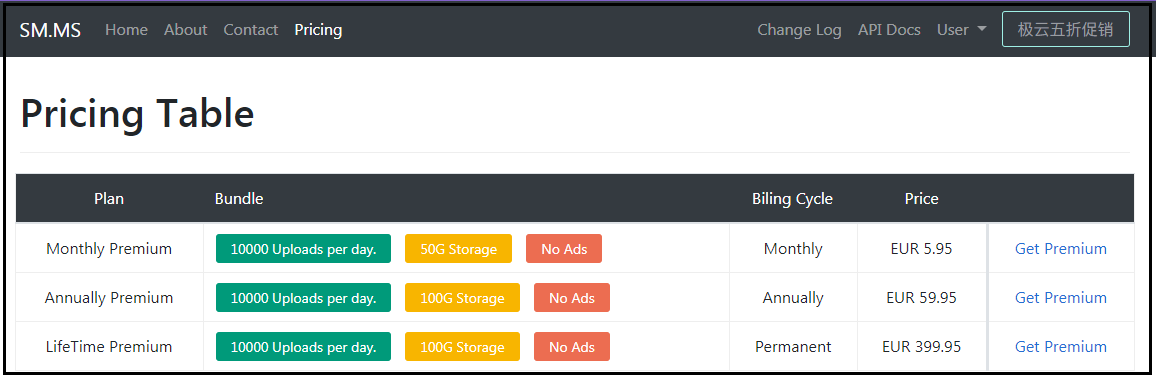 SM.MS Home About Contact Pricing Change Log API Docs User 极云五折促销
Pricing Table
Plan Bundle Biling Cycle Price
Monthly Premium 10000 Uploads per day. 50G Storage No Ads Monthly EUR 5.95 Get Premium
Annually Premium 10000 Uploads per day. 100G Storage No Ads Annually EUR 59.95 Get Premium
LifeTime Premium 10000 Uploads per day. 100G Storage No Ads Permanent EUR 399.95 Get Premium